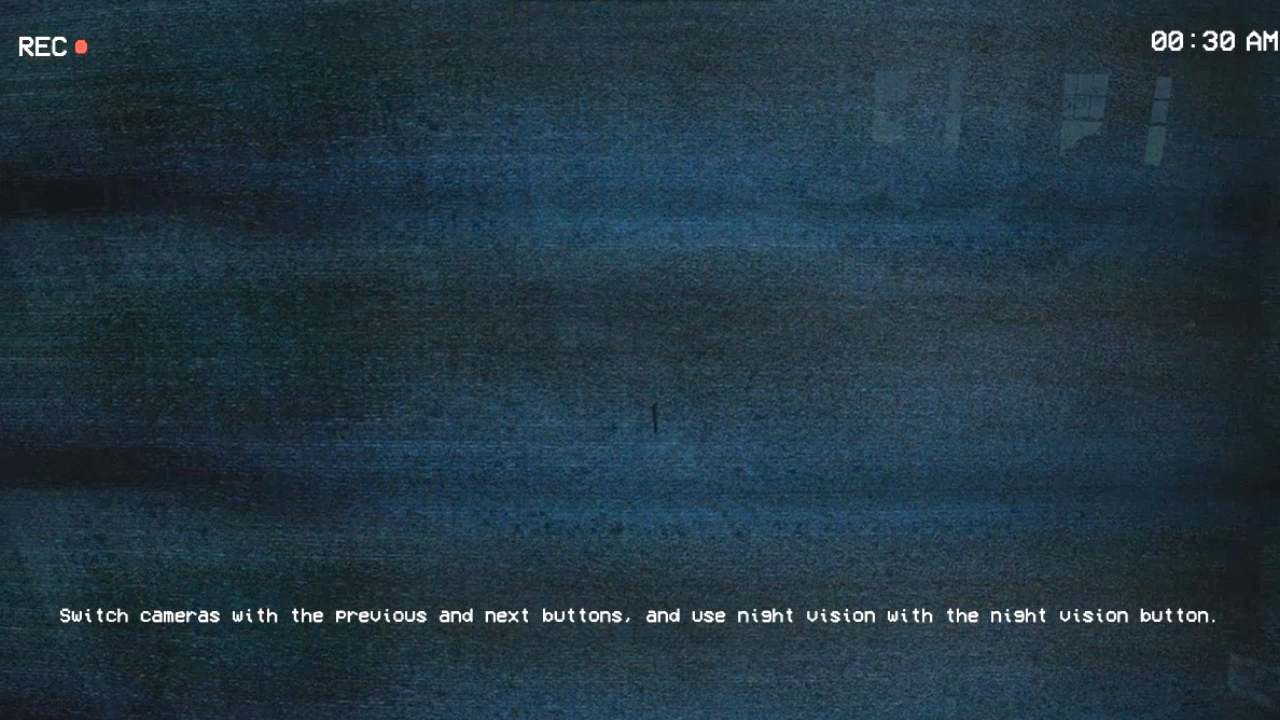 REC
00:30 AM
Switch cameras with the previous and next buttons, and use night vision with the night vision button.